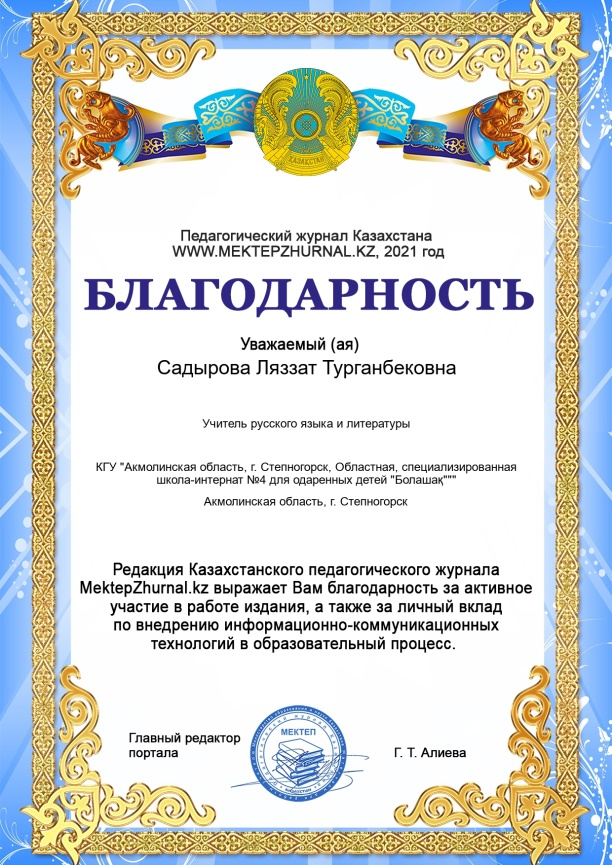 ҚАЗАҚСТАН
Педагогический журнал Казахстана
WWW.MEKTEPZHURNAL.KZ, 2021 год
БЛАГОДАРНОСТЬ
Уважаемый (ая)
Садырова Ляззат Турганбековна
Учитель русского языка и литературы
КГУ "Акмолинская область, г. Степногорск, Областная, специализированная
школа-интернат №4 для одаренных детей "Болашақ"""
Акмолинская область, г. Степногорск
Редакция Казахстанского педагогического журнала
MektepZhurnal.kz выражает Вам благодарность за активное
участие в работе издания, а также за личный вклад
по внедрению информационно-коммуникационных
технологий в образовательный процесс.
Главный редактор
портала
МЕКТЕП
Г. Т. Алиева